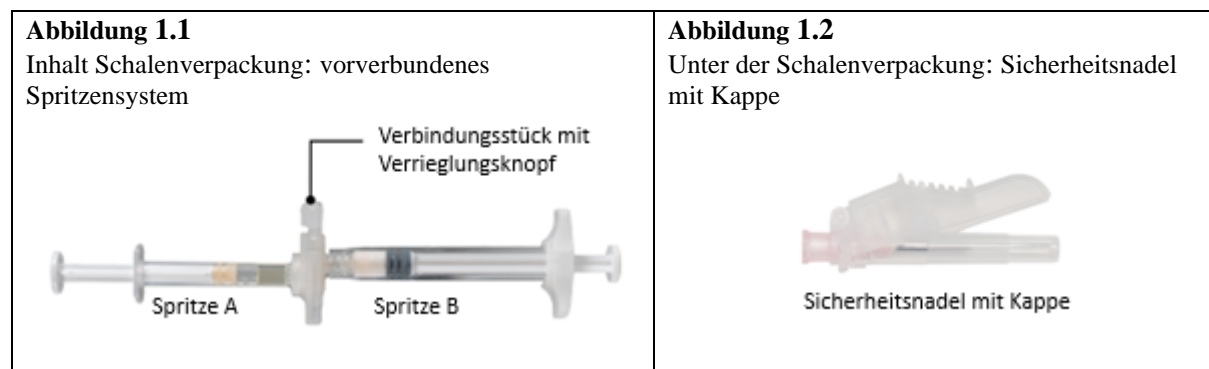 Abbildung 1.1
Inhalt Schalenverpackung: vorverbundenes
Spritzensystem
Verbindungsstück mit
Verrieglungsknopf
Spritze A
Spritze B
Abbildung 1.2
Unter der Schalenverpackung: Sicherheitsnadel
mit Kappe
Sicherheitsnadel mit Kappe